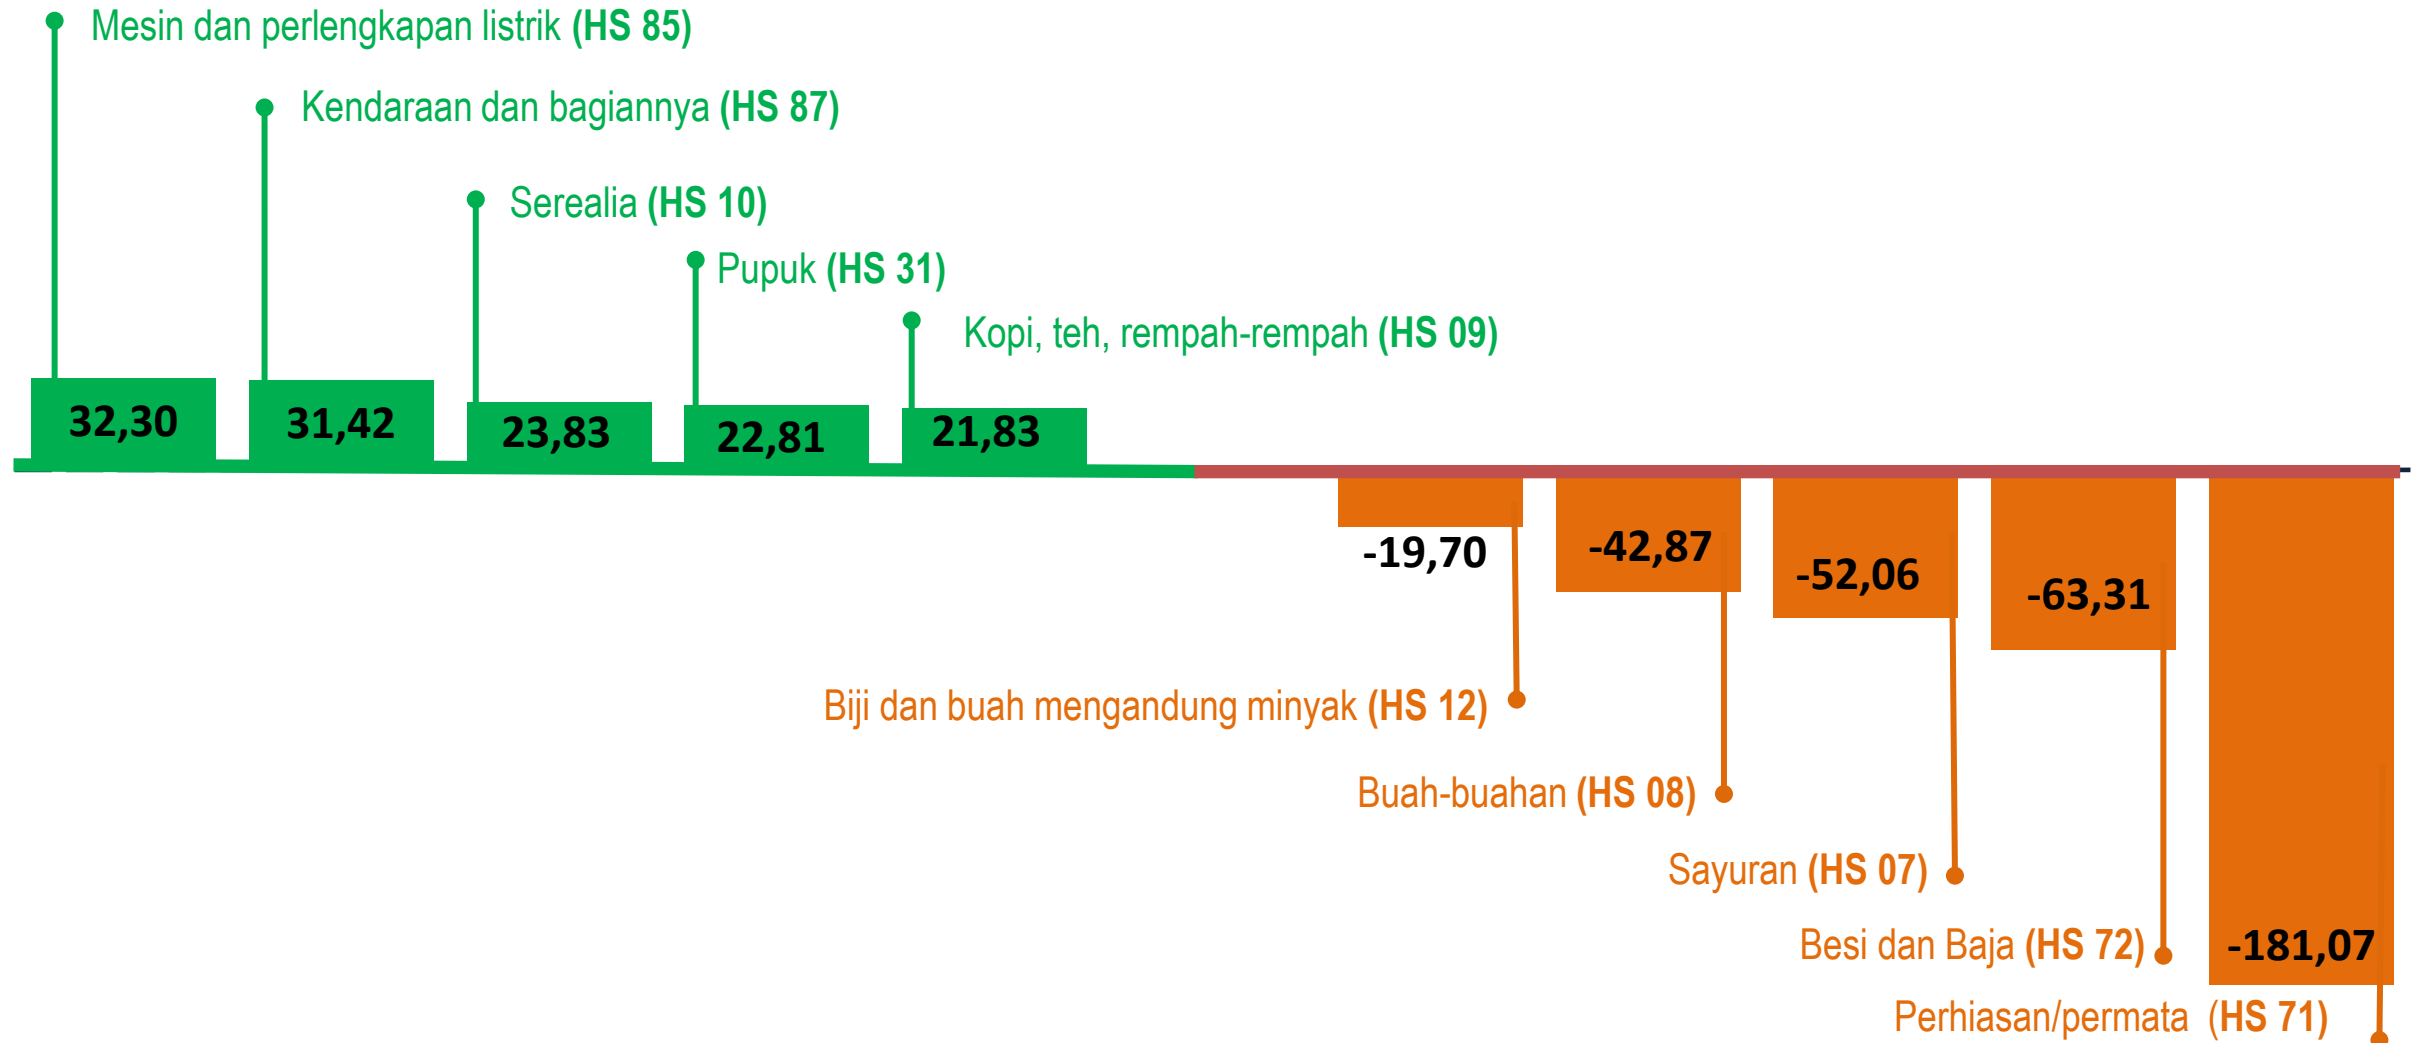 Mesin dan perlengkapan listrik (HS 85)
Kendaraan dan bagiannya (HS 87)
Serealia (HS 10)
Pupuk (HS 31)
Kopi, teh, rempah-rempah (HS 09)
32,30
31,42
23,83
22,81
21,83
-19,70
-42,87
-52,06
-63,31
-181,07
Biji dan buah mengandung minyak (HS 12)
Buah-buahan (HS 08)
Sayuran (HS 07)
Besi dan Baja (HS 72)
Perhiasan/permata (HS 71)